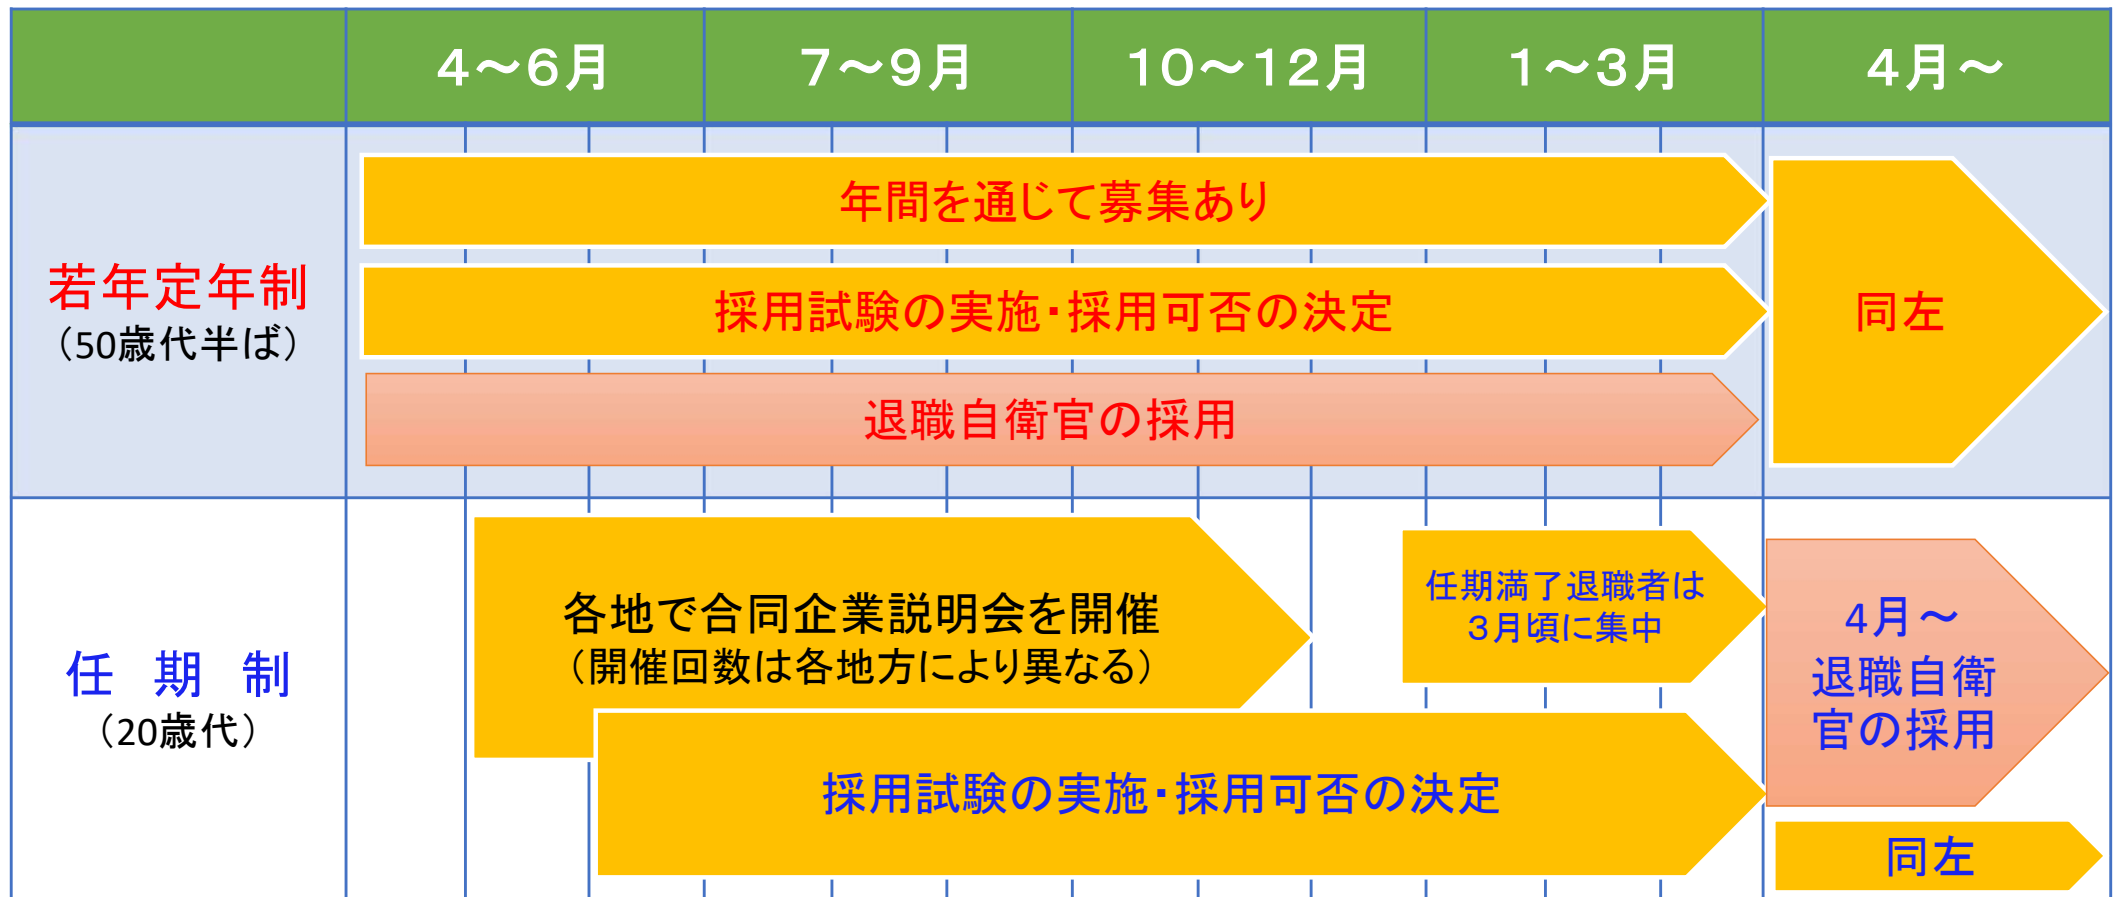 4～6月
7～9月
10～12月
1～3月
4月～
若年定年制
（50歳代半ば）
年間を通じて募集あり
採用試験の実施・採用可否の決定
退職自衛官の採用
同左
任　期　制
（20歳代）
各地で合同企業説明会を開催
（開催回数は各地方により異なる）
任期満了退職者は
3月頃に集中
採用試験の実施・採用可否の決定
4月～
退職自衛
官の採用
同左